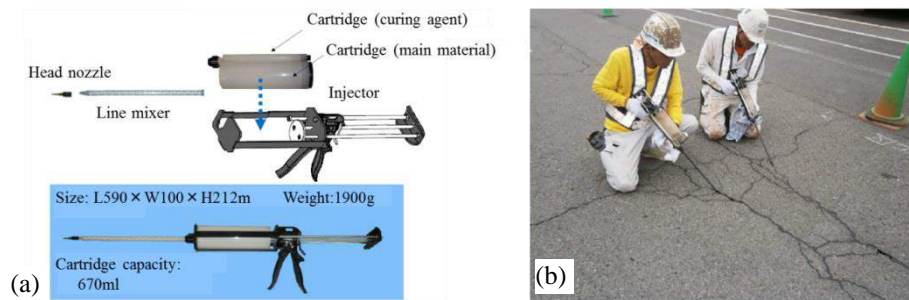 Cartridge (curing agent)
Cartridge (main material)
Head nozzle
Injector
Line mixer
Size: L590×W100×H212m Weight:1900g
Cartridge capacity:
670ml
(a)
(b)